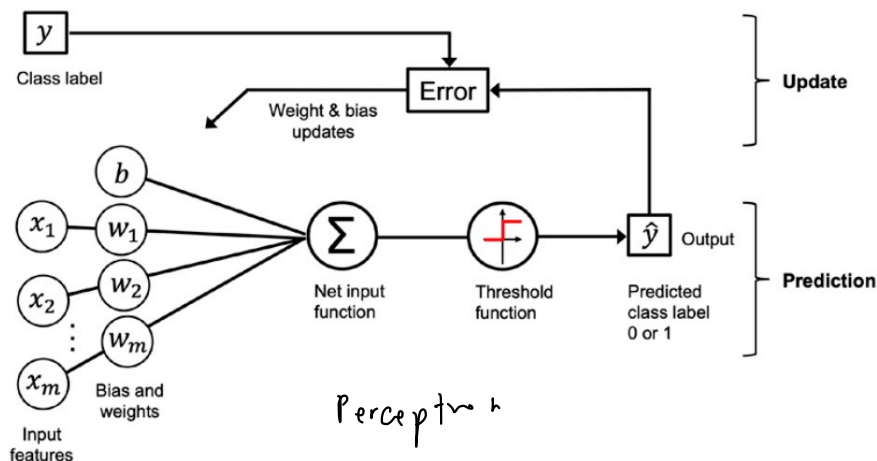 y
Class label
Error
Update
Weight & bias
updates
b
x₁ w₁
x₂ w₂
⋮
xₘ wₘ
Σ
ŷ
Output
Net input
function
Threshold
function
Predicted
class label
0 or 1
Prediction
Bias and
weights
Input
features
Perceptron